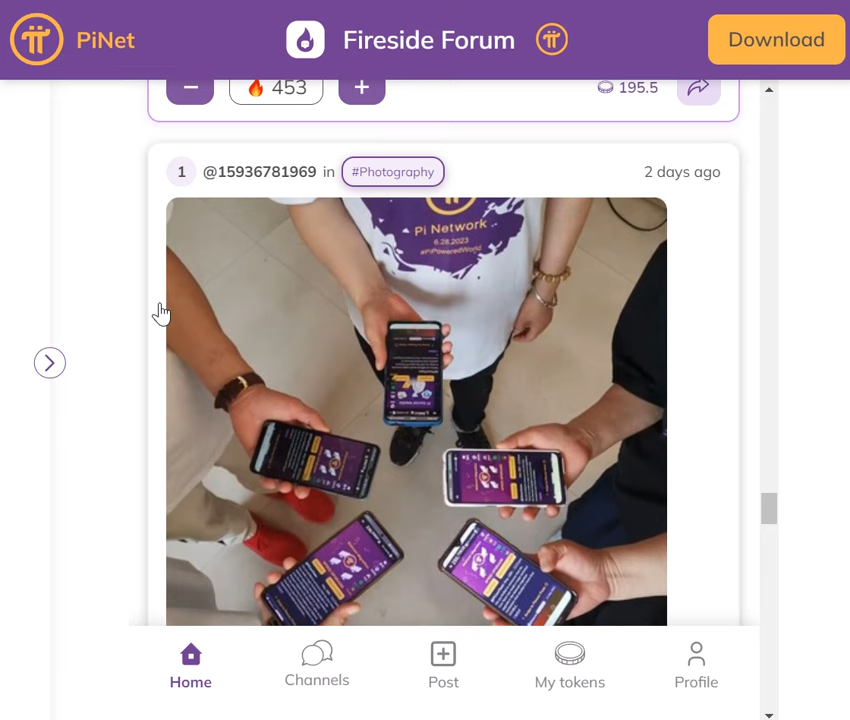 PiNet
Fireside Forum
Download
453
195.5
1 @15936781969 in #Photography 2 days ago
Pi Network
6.28.2023
#PiPoweredWorld
Home
Channels
Post
My tokens
Profile